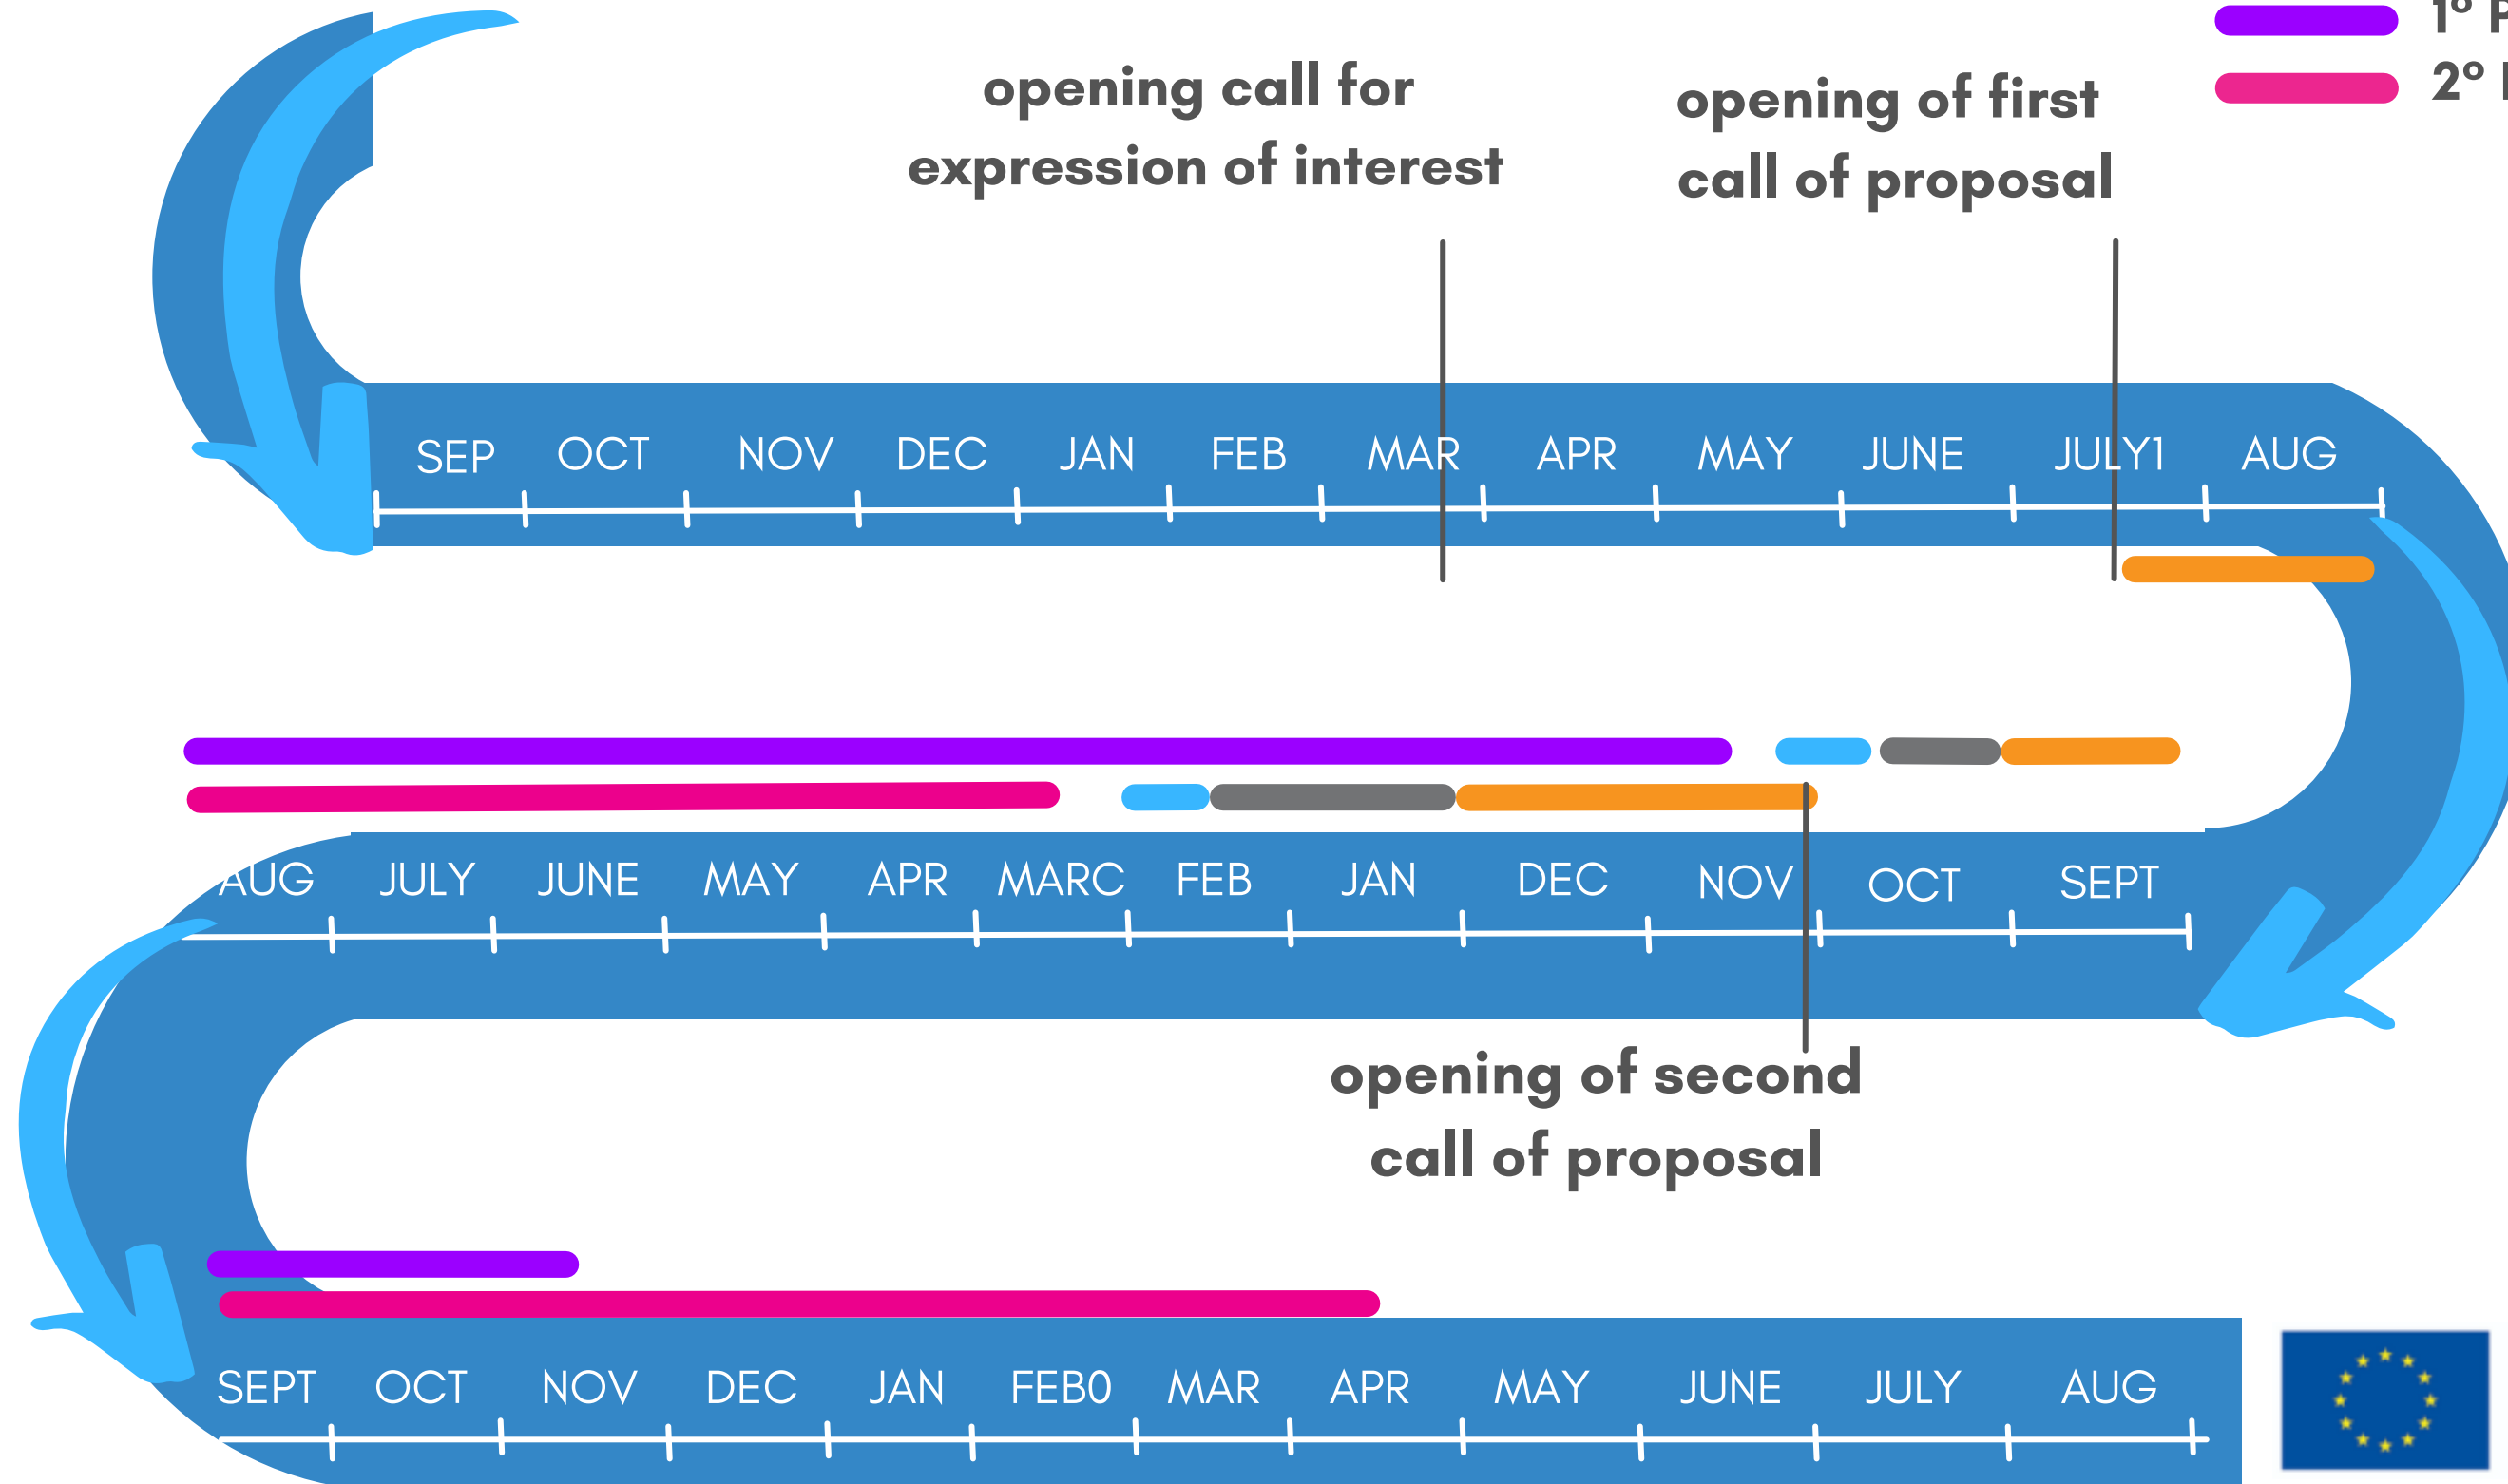 1º
2º
opening call for
expression of interest
opening of first
call of proposal
SEP OCT NOV DEC JAN FEB MAR APR MAY JUNE JULY1 AUG
AUG JULY JUNE MAY APR MARC FEB JAN DEC NOV OCT SEPT
opening of second
call of proposal
SEPT OCT NOV DEC JAN FEB0 MAR APR MAY JUNE JULY AUG